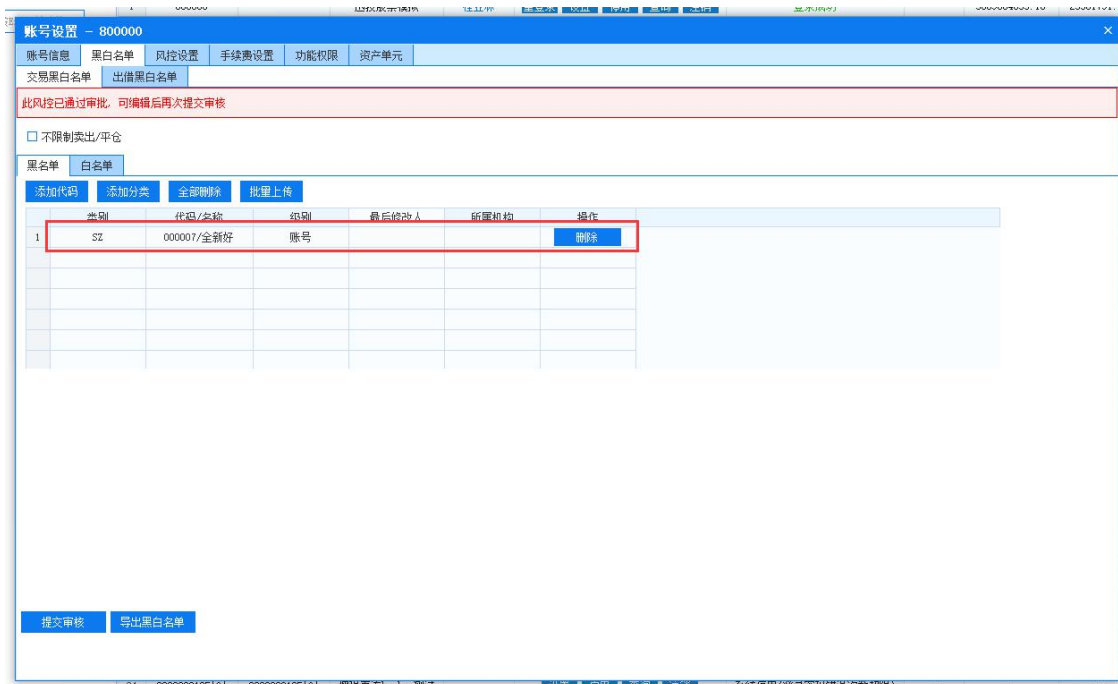 账号设置 – 800000 ×
账号信息 黑白名单 风控设置 手续费设置 功能权限 资产单元
交易黑白名单 出借黑白名单
此风控已通过审批，可编辑后再次提交审核
不限制卖出/平仓
黑名单 白名单
添加代码 添加分类 全部删除 批量上传
类别 代码/名称 级别 最后修改人 所属机构 操作
1 SZ 000007/全新好 账号 删除
提交审核 导出黑白名单